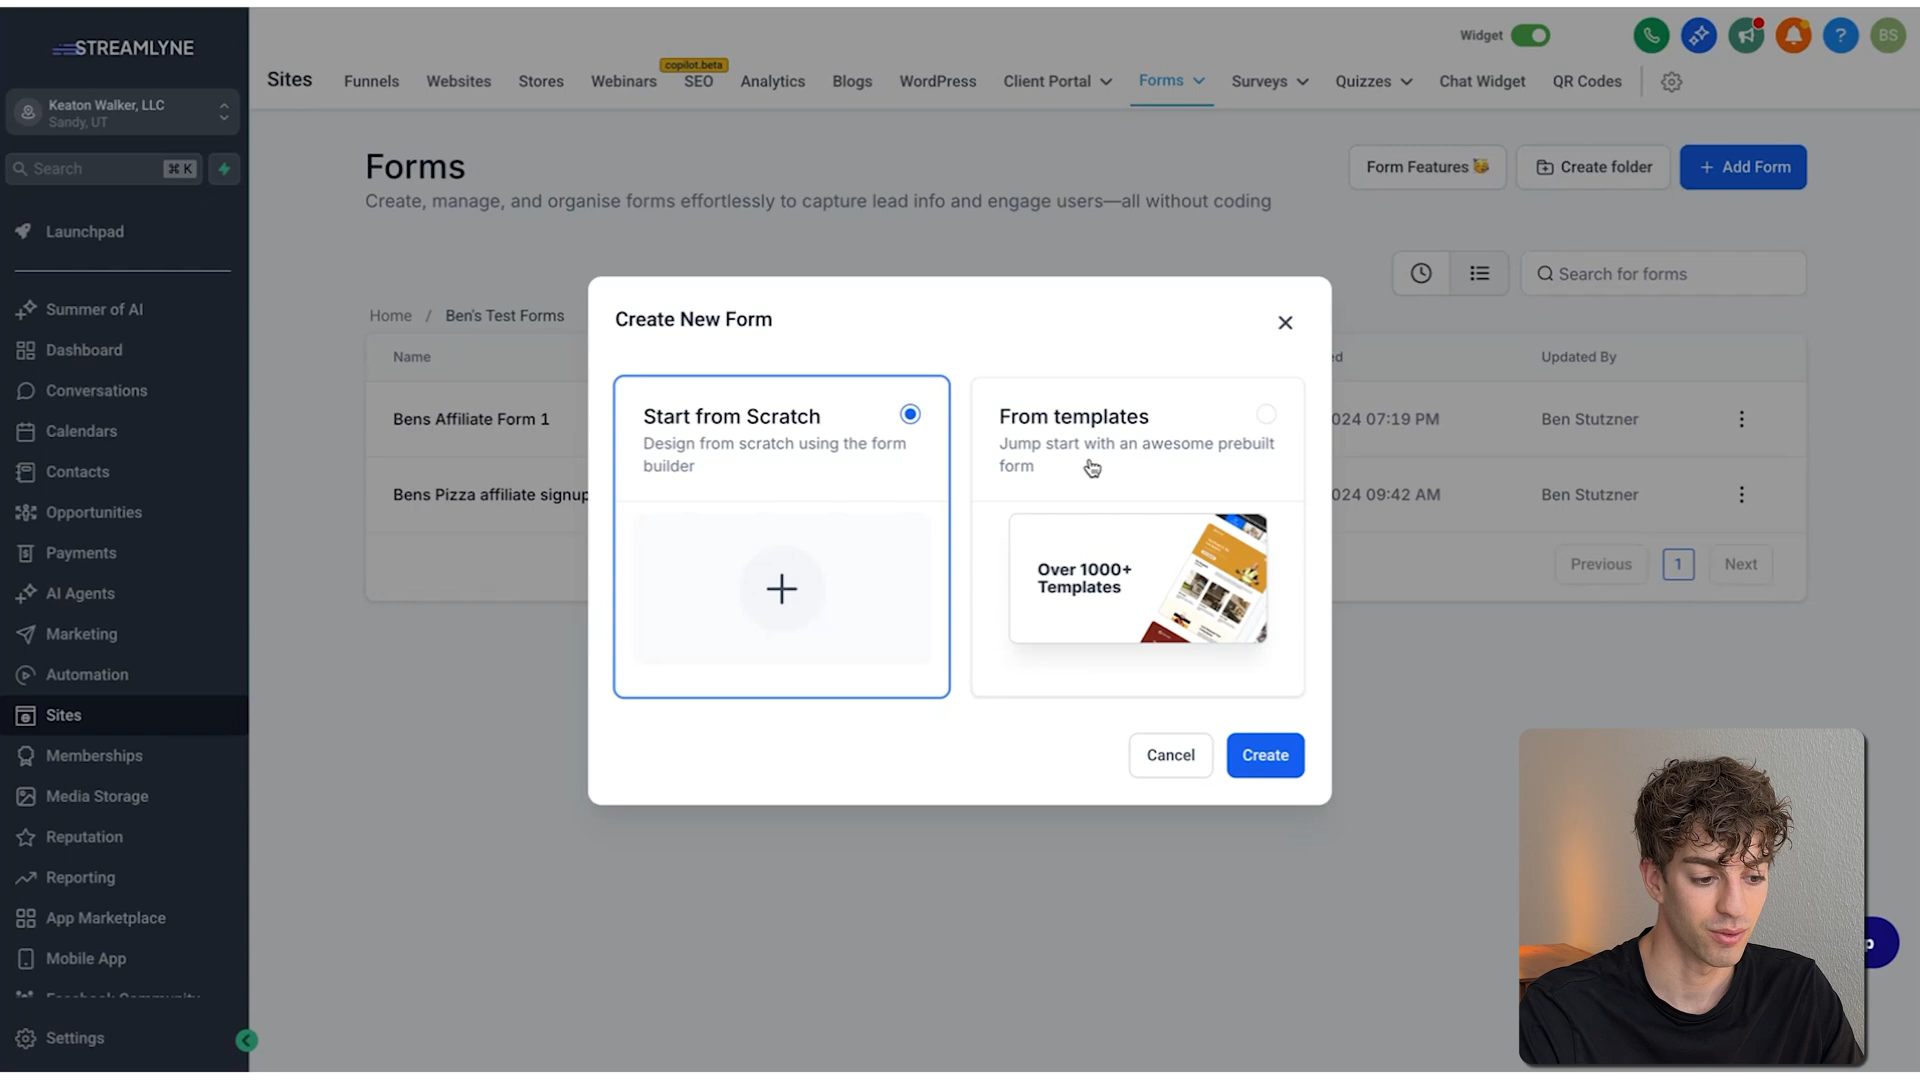 STREAMLYNE
Keaton Walker, LLC
Sandy, UT
Search
⌘ K
Launchpad
Summer of AI
Dashboard
Conversations
Calendars
Contacts
Opportunities
Payments
AI Agents
Marketing
Automation
Sites
Memberships
Media Storage
Reputation
Reporting
App Marketplace
Mobile App
Facebook Community
Settings
Widget
BS
Sites
Funnels
Websites
Stores
Webinars
copilot.beta
SEO
Analytics
Blogs
WordPress
Client Portal
Forms
Surveys
Quizzes
Chat Widget
QR Codes
Forms
Create, manage, and organise forms effortlessly to capture lead info and engage users—all without coding
Form Features 🥳
Create folder
+ Add Form
Search for forms
Home / Ben's Test Forms
Name
ed
Updated By
Bens Affiliate Form 1
024 07:19 PM
Ben Stutzner
Bens Pizza affiliate signup
024 09:42 AM
Ben Stutzner
Previous
1
Next
Create New Form
Start from Scratch
Design from scratch using the form
builder
From templates
Jump start with an awesome prebuilt
form
Over 1000+
Templates
Cancel
Create
p